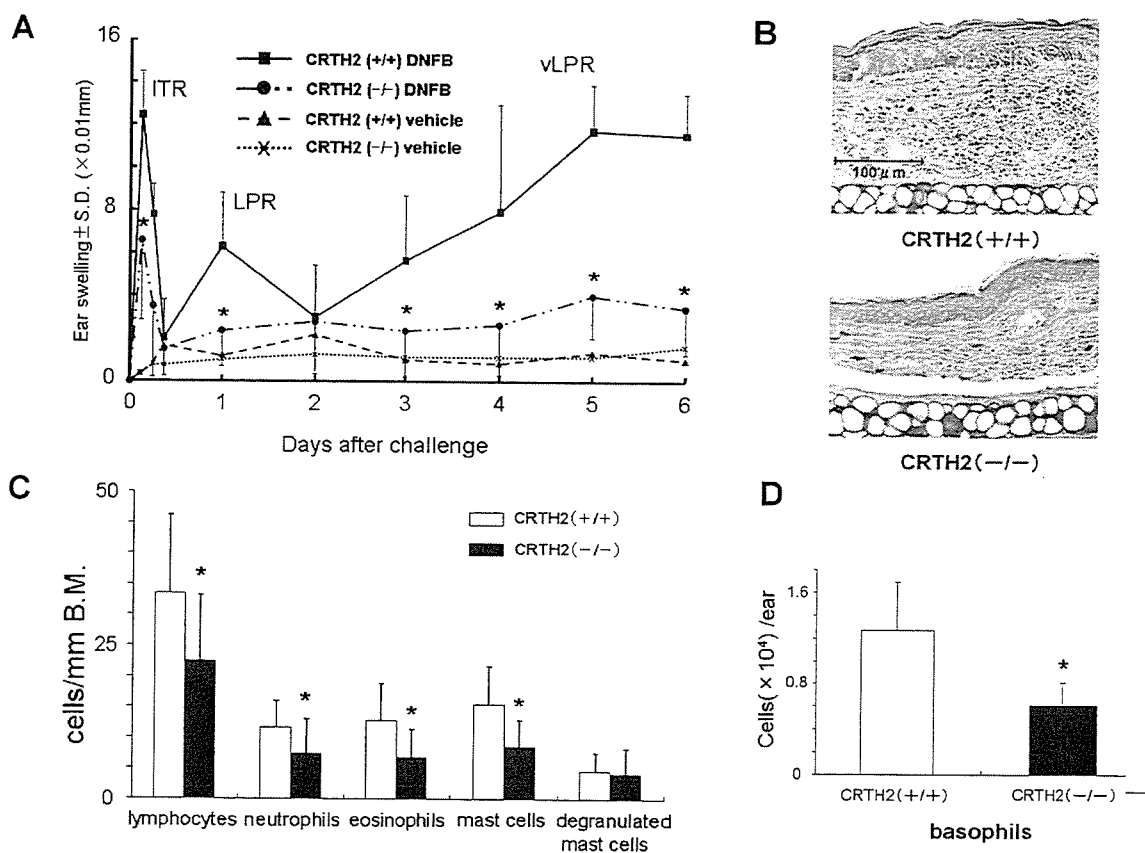 A
Ear swelling± S.D. (×0.01mm)
16
8
0
ITR
LPR
vLPR
CRTH2 (+/+) DNFB
CRTH2 (−/−) DNFB
CRTH2 (+/+) vehicle
CRTH2 (−/−) vehicle
*
*
*
*
*
*
0 1 2 3 4 5 6
Days after challenge
B
100μm
CRTH2(+/+)
CRTH2(−/−)
C
cells/mm B.M.
50
25
0
CRTH2(+/+)
CRTH2(−/−)
*
*
*
*
lymphocytes neutrophils eosinophils mast cells degranulated
mast cells
D
Cells(×10⁴) /ear
1.6
0.8
0
*
CRTH2(+/+) CRTH2(−/−)
basophils